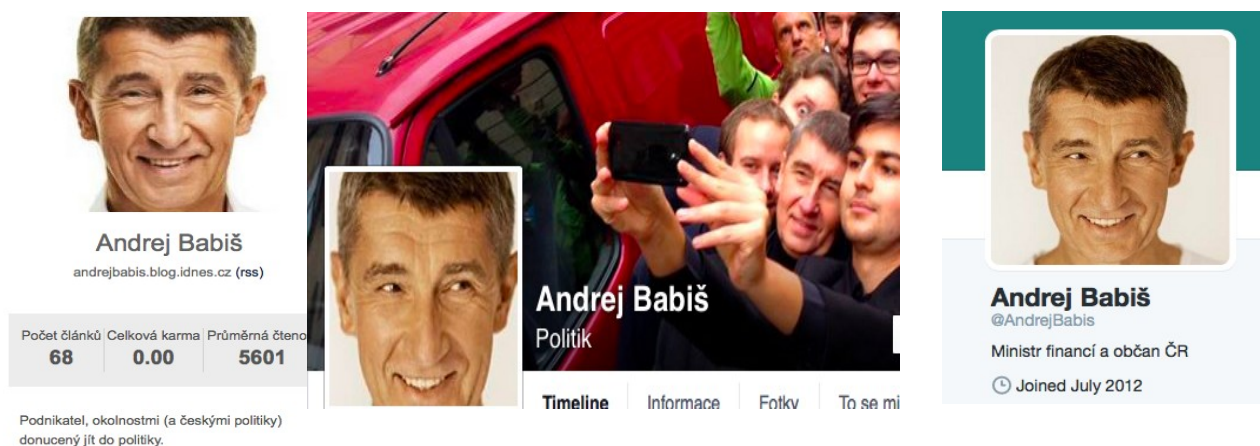 Andrej Babiš
andrejbabis.blog.idnes.cz (rss)
Počet článků Celková karma Průměrná čteno
68 0.00 5601
Podnikatel, okolnostmi (a českými politiky)
donucený jít do politiky.
Andrej Babiš
Politik
Timeline Informace Fotky To se mi
Andrej Babiš
@AndrejBabis
Ministr financí a občan ČR
Joined July 2012